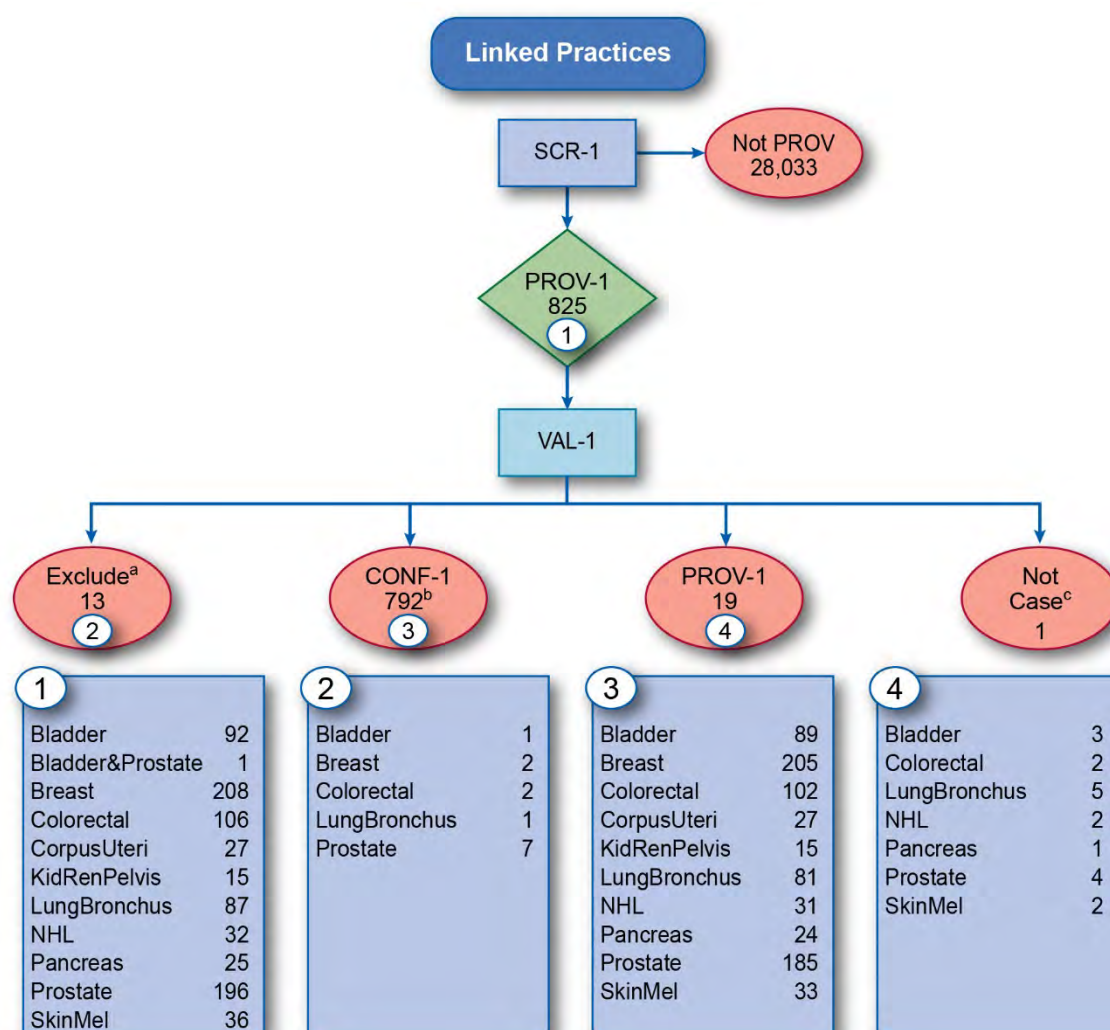 Linked Practices
SCR-1
Not PROV
28,033
PROV-1
825
1
VAL-1
Excludeᵃ
13
2
CONF-1
792ᵇ
3
PROV-1
19
4
Not
Caseᶜ
1
1
Bladder 92
Bladder&Prostate 1
Breast 208
Colorectal 106
CorpusUteri 27
KidRenPelvis 15
LungBronchus 87
NHL 32
Pancreas 25
Prostate 196
SkinMel 36
2
Bladder 1
Breast 2
Colorectal 2
LungBronchus 1
Prostate 7
3
Bladder 89
Breast 205
Colorectal 102
CorpusUteri 27
KidRenPelvis 15
LungBronchus 81
NHL 31
Pancreas 24
Prostate 185
SkinMel 33
4
Bladder 3
Colorectal 2
LungBronchus 5
NHL 2
Pancreas 1
Prostate 4
SkinMel 2